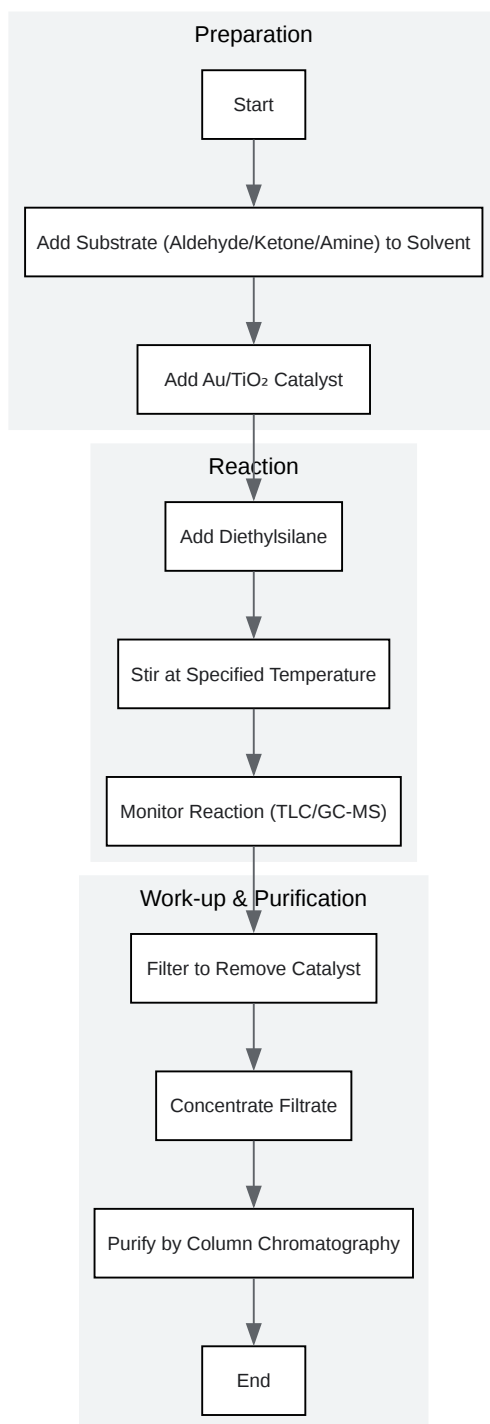 Preparation
Start
Add Substrate (Aldehyde/Ketone/Amine) to Solvent
Add Au/TiO₂ Catalyst
Reaction
Add Diethylsilane
Stir at Specified Temperature
Monitor Reaction (TLC/GC-MS)
Work-up & Purification
Filter to Remove Catalyst
Concentrate Filtrate
Purify by Column Chromatography
End